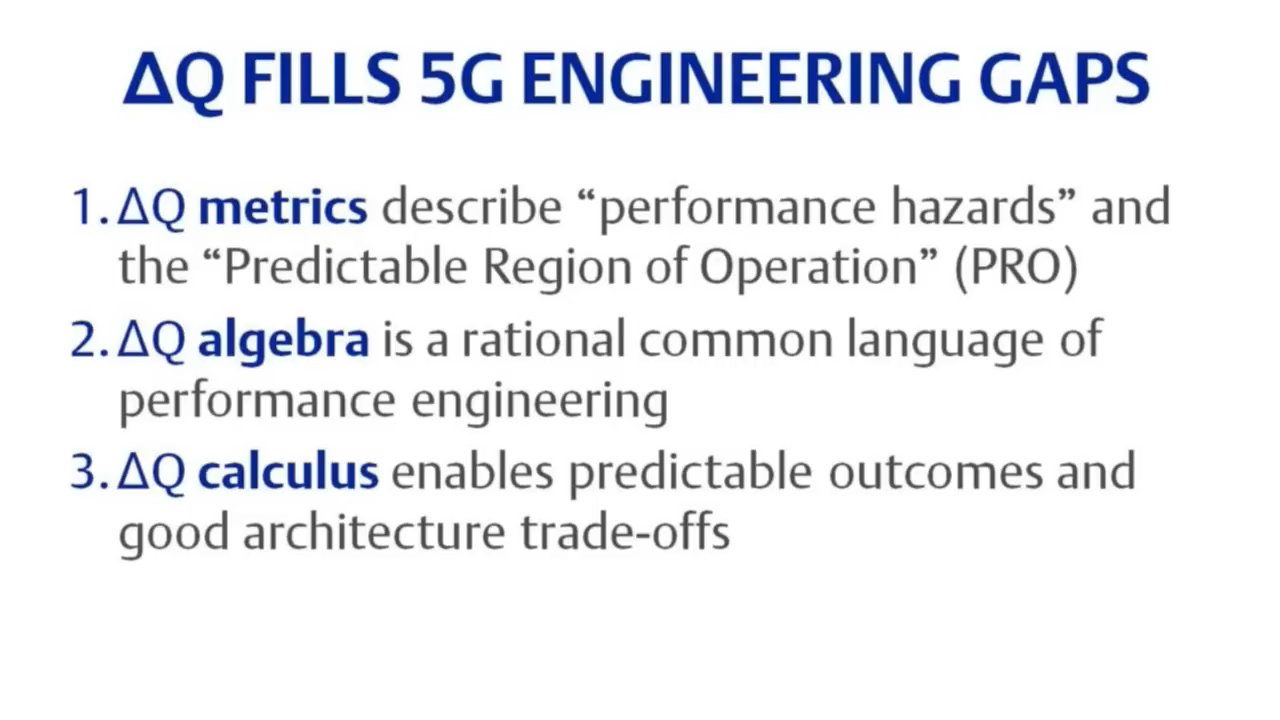 ΔQ FILLS 5G ENGINEERING GAPS
1. ΔQ metrics describe “performance hazards” and
the “Predictable Region of Operation” (PRO)
2. ΔQ algebra is a rational common language of
performance engineering
3. ΔQ calculus enables predictable outcomes and
good architecture trade-offs